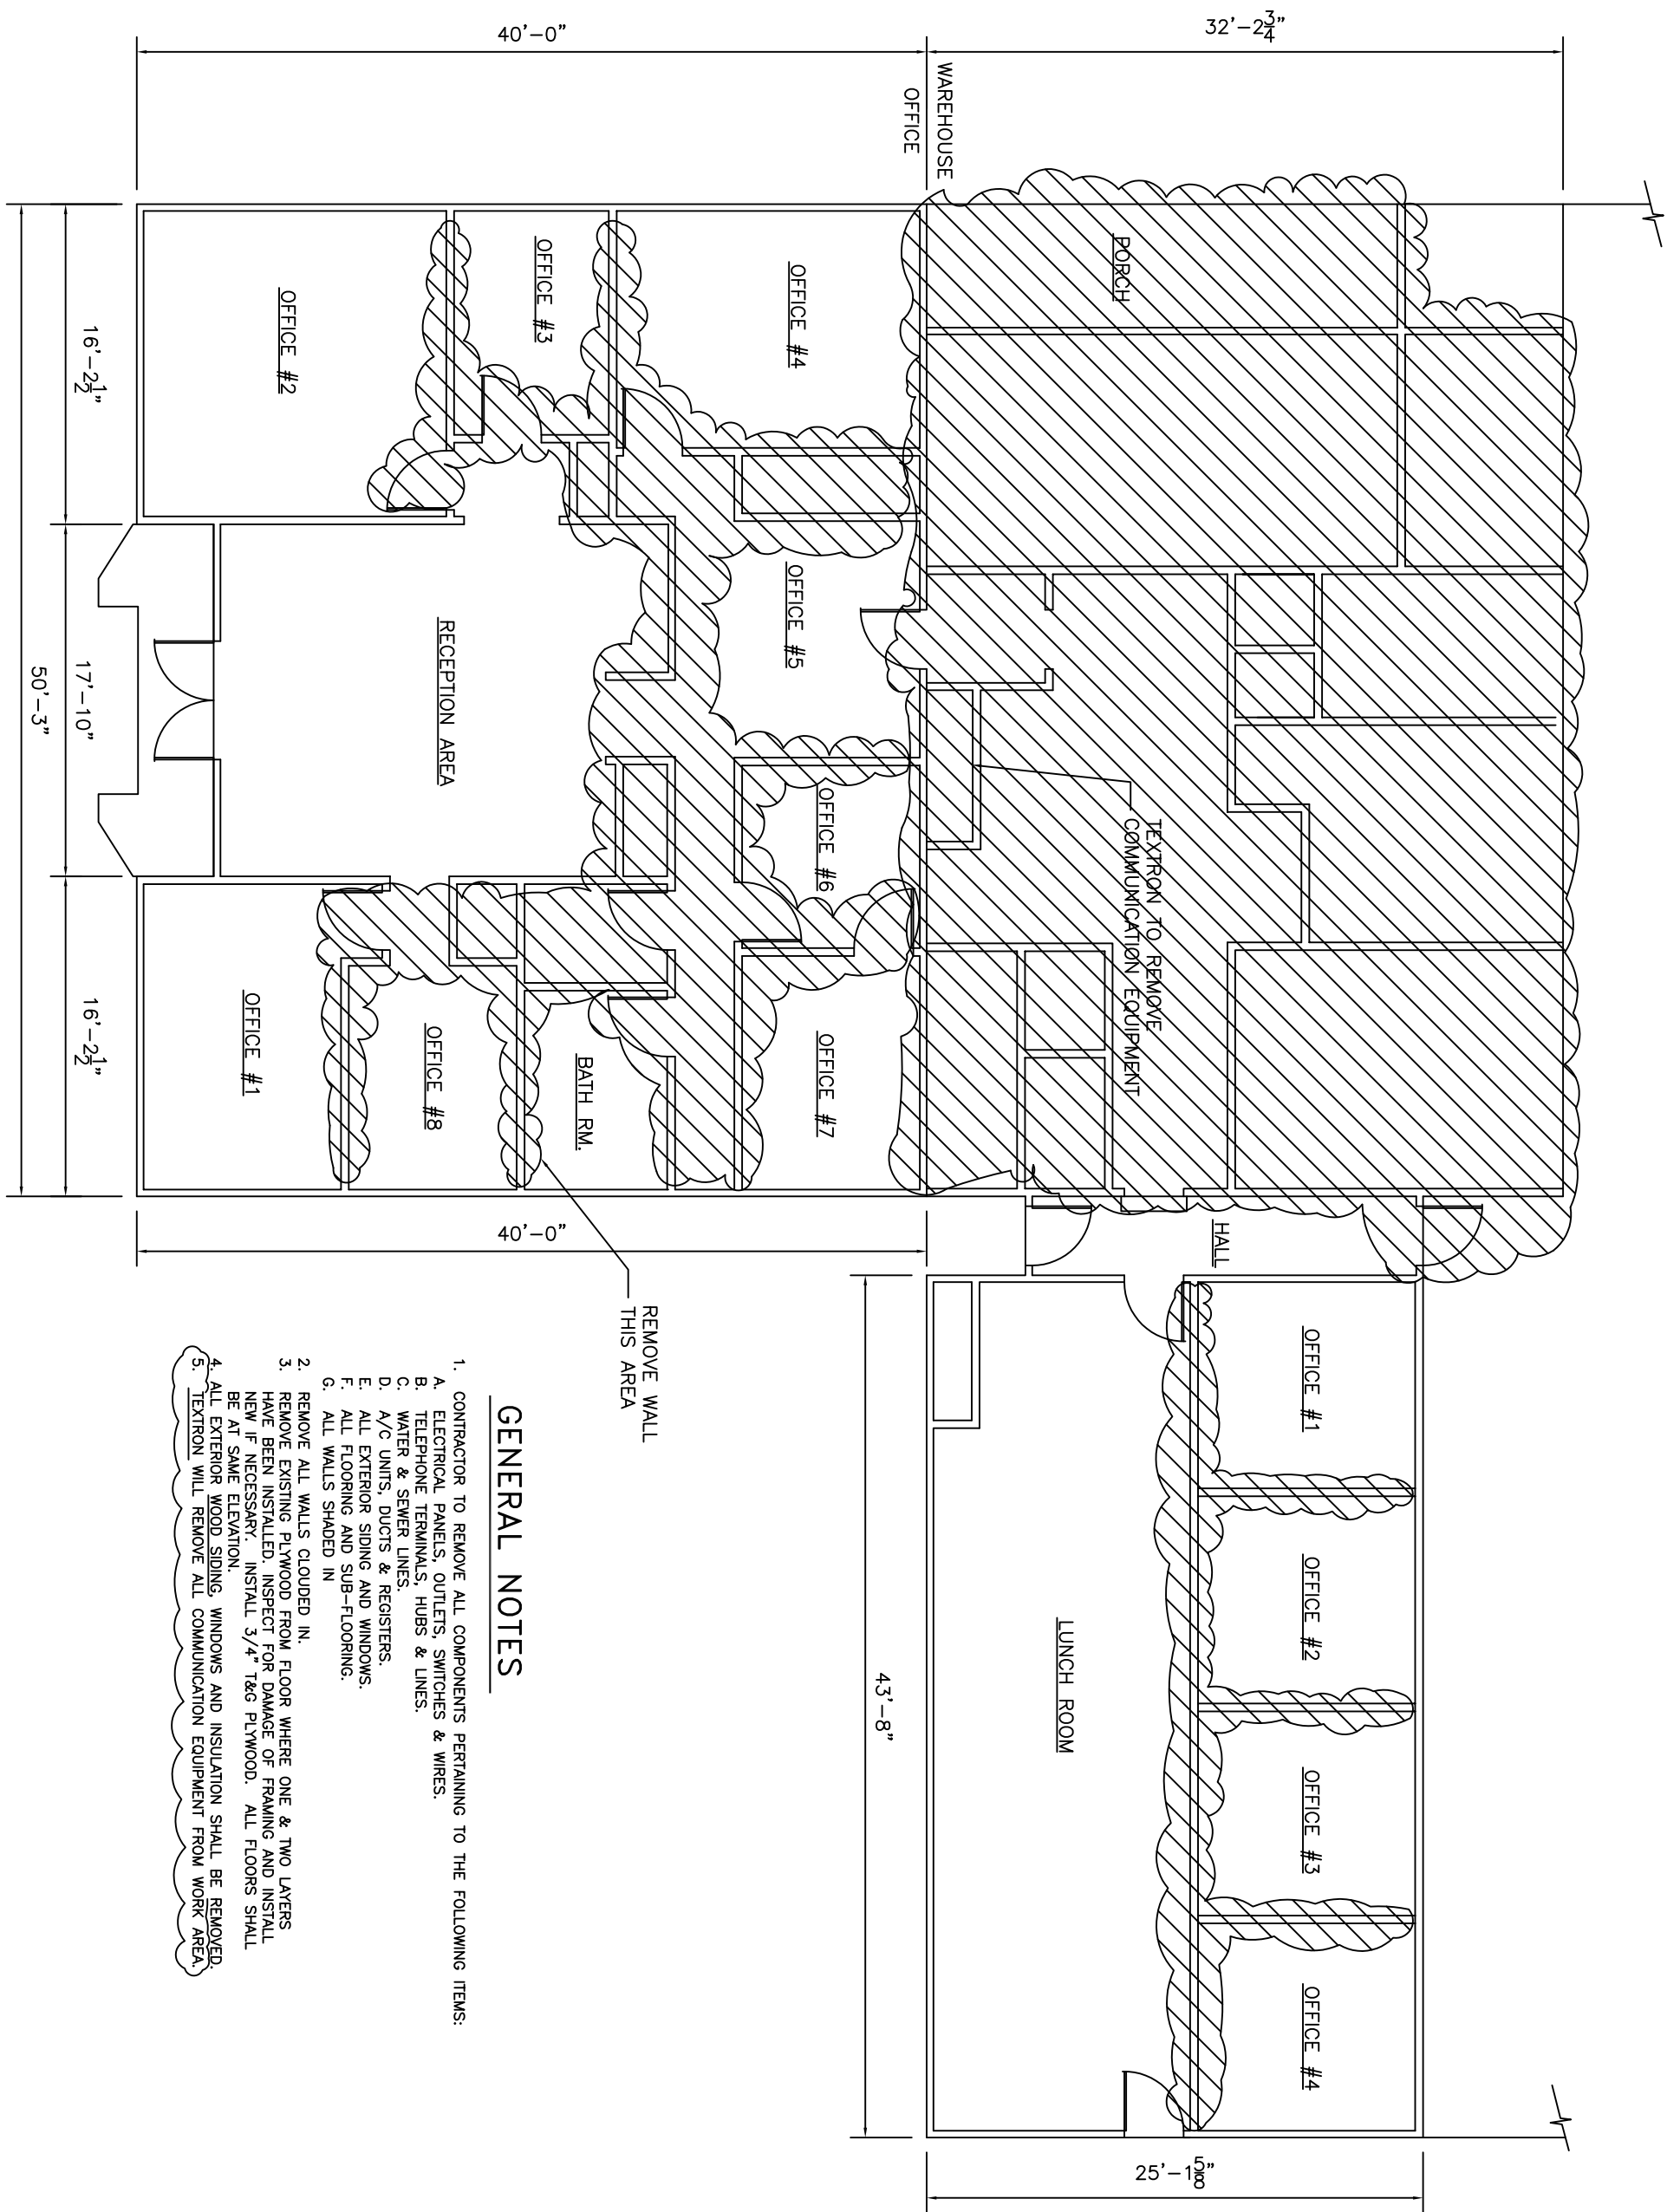 40'-0"
32'-2 3/4"
WAREHOUSE
OFFICE
PORCH
OFFICE #2
OFFICE #3
OFFICE #4
OFFICE #5
OFFICE #6
OFFICE #7
RECEPTION AREA
TEXTRON TO REMOVE
COMMUNICATION EQUIPMENT
OFFICE #1
OFFICE #8
BATH RM.
HALL
16'-2 1/2"
17'-10"
16'-2 1/2"
50'-3"
40'-0"
REMOVE WALL
THIS AREA
OFFICE #1
OFFICE #2
OFFICE #3
OFFICE #4
LUNCH ROOM
43'-8"
25'-1 5/8"
GENERAL NOTES
1. CONTRACTOR TO REMOVE ALL COMPONENTS PERTAINING TO THE FOLLOWING ITEMS:
A. ELECTRICAL PANELS, OUTLETS, SWITCHES & WIRES.
B. TELEPHONE TERMINALS, HUBS & LINES.
C. WATER & SEWER LINES.
D. A/C UNITS, DUCTS & REGISTERS.
E. ALL EXTERIOR SIDING AND WINDOWS.
F. ALL FLOORING AND SUB-FLOORING.
G. ALL WALLS SHADED IN
2. REMOVE ALL WALLS CLOUDED IN.
3. REMOVE EXISTING PLYWOOD FROM FLOOR WHERE ONE & TWO LAYERS
HAVE BEEN INSTALLED. INSPECT FOR DAMAGE OF FRAMING AND INSTALL
NEW IF NECESSARY. INSTALL 3/4" T&G PLYWOOD. ALL FLOORS SHALL
BE AT SAME ELEVATION.
4. ALL EXTERIOR WOOD SIDING, WINDOWS AND INSULATION SHALL BE REMOVED.
5. TEXTRON WILL REMOVE ALL COMMUNICATION EQUIPMENT FROM WORK AREA.